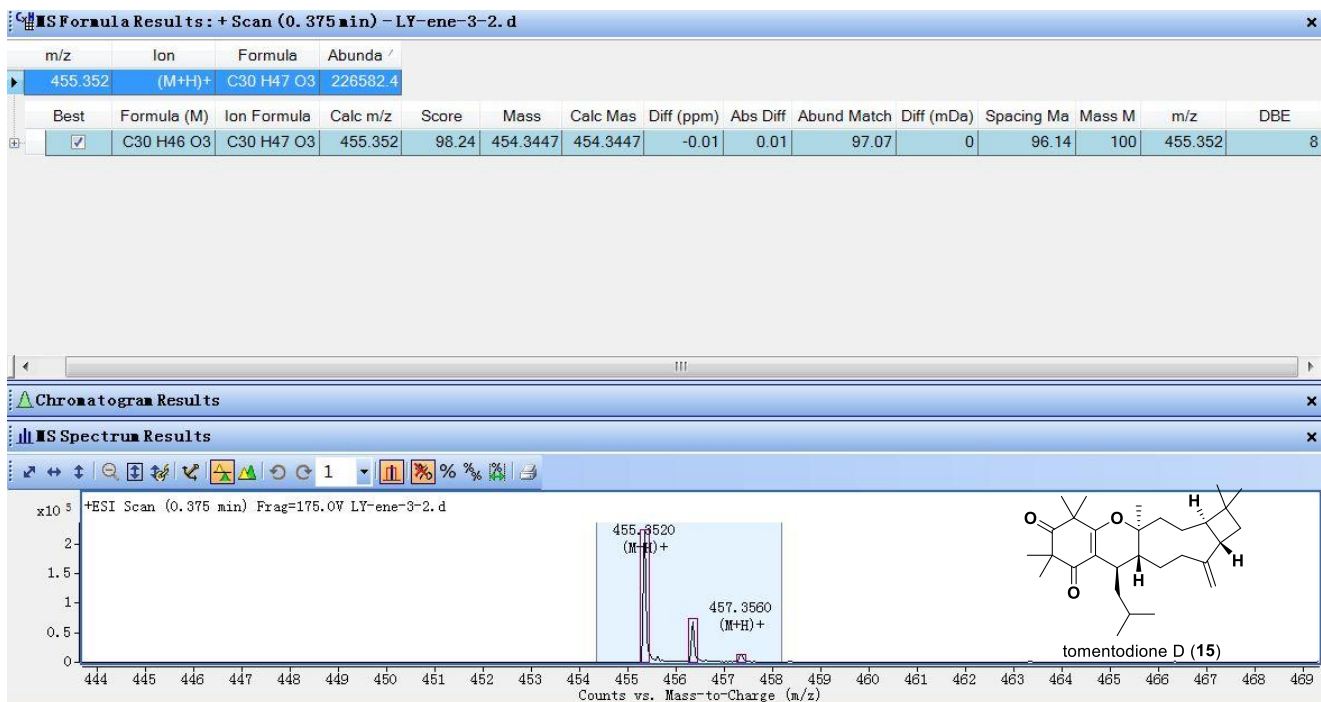 MS Formula Results: + Scan (0.375 min) - LY-ene-3-2.d
m/z Ion Formula Abunda
455.352 (M+H)+ C30 H47 O3 226582.4
Best Formula (M) Ion Formula Calc m/z Score Mass Calc Mas Diff (ppm) Abs Diff Abund Match Diff (mDa) Spacing Ma Mass M m/z DBE
C30 H46 O3 C30 H47 O3 455.352 98.24 454.3447 454.3447 -0.01 0.01 97.07 0 96.14 100 455.352 8
Chromatogram Results
MS Spectrum Results
1 % %
x10 5 +ESI Scan (0.375 min) Frag=175.0V LY-ene-3-2.d
2
1.5
1
0.5
0
455.3520
(M+H)+
457.3560
(M+H)+
H
O O
H
H
O
tomentodione D (15)
444 445 446 447 448 449 450 451 452 453 454 455 456 457 458 459 460 461 462 463 464 465 466 467 468 469
Counts vs. Mass-to-Charge (m/z)